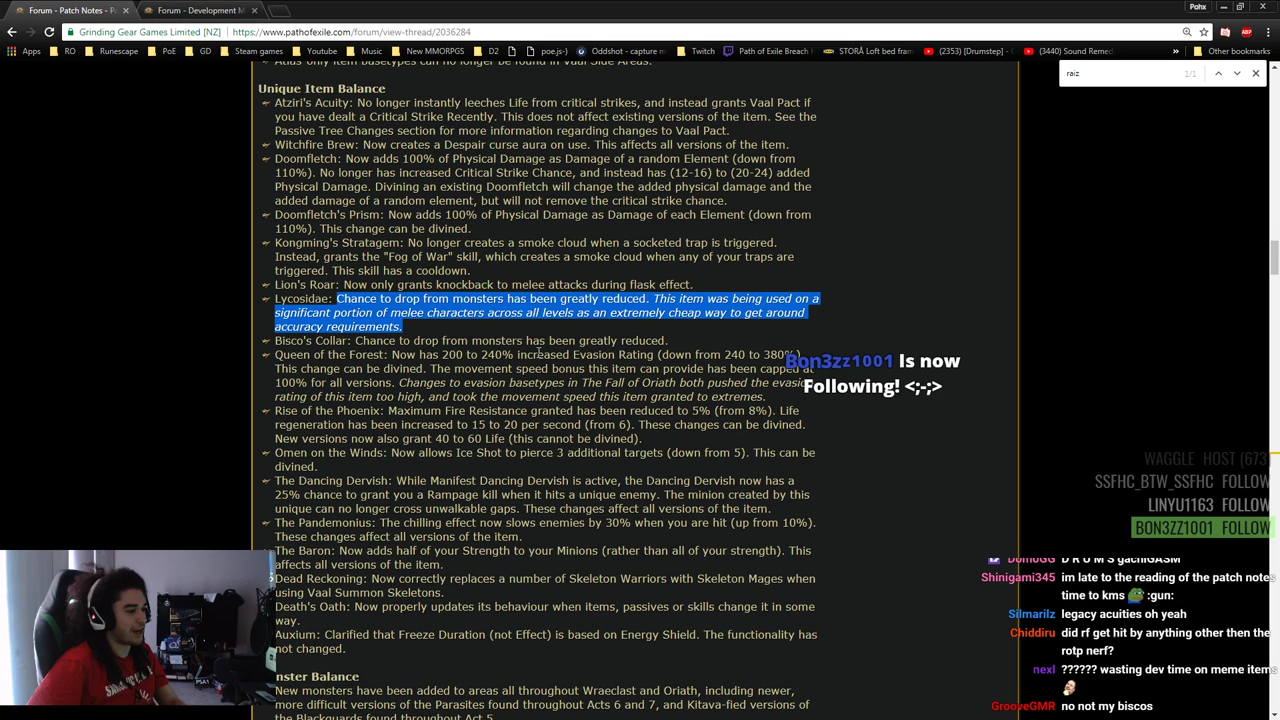 Forum - Patch Notes - P
Forum - Development M
Pohx
Grinding Gear Games Limited [NZ]
https://www.pathofexile.com/forum/view-thread/2036284
Apps
RO
Runescape
PoE
GD
Steam games
Youtube
Music
New MMORPGS
D2
poe.js-)
Oddshot - capture m
Twitch
Path of Exile Breach
STORÅ Loft bed fram
(2353) [Drumstep] —
(3440) Sound Remed
Other bookmarks
raiz
1/1
Atlas-only item basetypes can no longer be found in Vaal Side Areas.
Unique Item Balance
Atziri's Acuity: No longer instantly leeches Life from critical strikes, and instead grants Vaal Pact if
you have dealt a Critical Strike Recently. This does not affect existing versions of the item. See the
Passive Tree Changes section for more information regarding changes to Vaal Pact.
Witchfire Brew: Now creates a Despair curse aura on use. This affects all versions of the item.
Doomfletch: Now adds 100% of Physical Damage as Damage of a random Element (down from
110%). No longer has increased Critical Strike Chance, and instead has (12-16) to (20-24) added
Physical Damage. Divining an existing Doomfletch will change the added physical damage and the
added damage of a random element, but will not remove the critical strike chance.
Doomfletch's Prism: Now adds 100% of Physical Damage as Damage of each Element (down from
110%). This change can be divined.
Kongming's Stratagem: No longer creates a smoke cloud when a socketed trap is triggered.
Instead, grants the "Fog of War" skill, which creates a smoke cloud when any of your traps are
triggered. This skill has a cooldown.
Lion's Roar: Now only grants knockback to melee attacks during flask effect.
Lycosidae: Chance to drop from monsters has been greatly reduced. This item was being used on a
significant portion of melee characters across all levels as an extremely cheap way to get around
accuracy requirements.
Bisco's Collar: Chance to drop from monsters has been greatly reduced.
Queen of the Forest: Now has 200 to 240% increased Evasion Rating (down from 240 to 380%).
This change can be divined. The movement speed bonus this item can provide has been capped at
100% for all versions. Changes to evasion basetypes in The Fall of Oriath both pushed the evasion
rating of this item too high, and took the movement speed this item granted to extremes.
Rise of the Phoenix: Maximum Fire Resistance granted has been reduced to 5% (from 8%). Life
regeneration has been increased to 15 to 20 per second (from 6). These changes can be divined.
New versions now also grant 40 to 60 Life (this cannot be divined).
Omen on the Winds: Now allows Ice Shot to pierce 3 additional targets (down from 5). This can be
divined.
The Dancing Dervish: While Manifest Dancing Dervish is active, the Dancing Dervish now has a
25% chance to grant you a Rampage kill when it hits a unique enemy. The minion created by this
unique can no longer cross unwalkable gaps. These changes affect all versions of the item.
The Pandemonius: The chilling effect now slows enemies by 30% when you are hit (up from 10%).
These changes affect all versions of the item.
The Baron: Now adds half of your Strength to your Minions (rather than all of your strength). This
affects all versions of the item.
Dead Reckoning: Now correctly replaces a number of Skeleton Warriors with Skeleton Mages when
using Vaal Summon Skeletons.
Death's Oath: Now properly updates its behaviour when items, passives or skills change it in some
way.
Auxium: Clarified that Freeze Duration (not Effect) is based on Energy Shield. The functionality has
not changed.
nster Balance
New monsters have been added to areas all throughout Wraeclast and Oriath, including newer,
more difficult versions of the Parasites found throughout Acts 6 and 7, and Kitava-fied versions of
the Blackguards found throughout Act 5.
Bon3zz1001 Is now
Following! <;-;>
WAGGLE HOST (673)
SSFHC_BTW_SSFHC FOLLOW
LINYU1163 FOLLOW
BON3ZZ1001 FOLLOW
DomoGG D R U M S gachiGASM
Shinigami345 im late to the reading of the patch notes
time to kms :gun:
Silmarilz legacy acuities oh yeah
Chiddiru did rf get hit by anything other then the
rotp nerf?
nexl ?????? wasting dev time on meme items
GrooveGMR no not my biscos